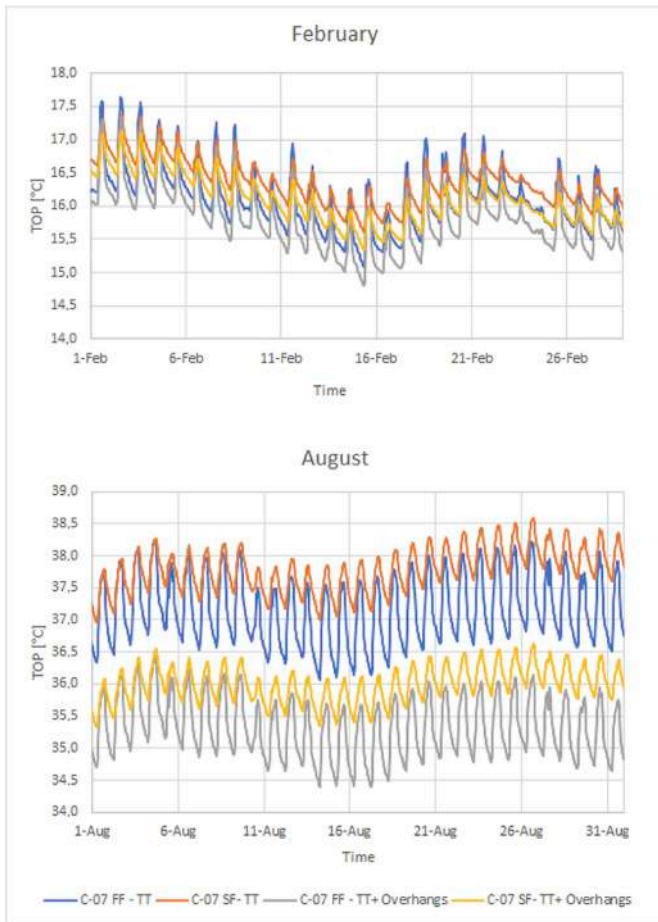 February
18,0
17,5
17,0
16,5
16,0
15,5
15,0
14,5
14,0
TOP [°C]
1-Feb 6-Feb 11-Feb 16-Feb 21-Feb 26-Feb
Time
August
39,0
38,5
38,0
37,5
37,0
36,5
36,0
35,5
35,0
34,5
34,0
TOP [°C]
1-Aug 6-Aug 11-Aug 16-Aug 21-Aug 26-Aug 31-Aug
Time
C-07 FF - TT C-07 SF- TT C-07 FF - TT+ Overhangs C-07 SF- TT+ Overhangs